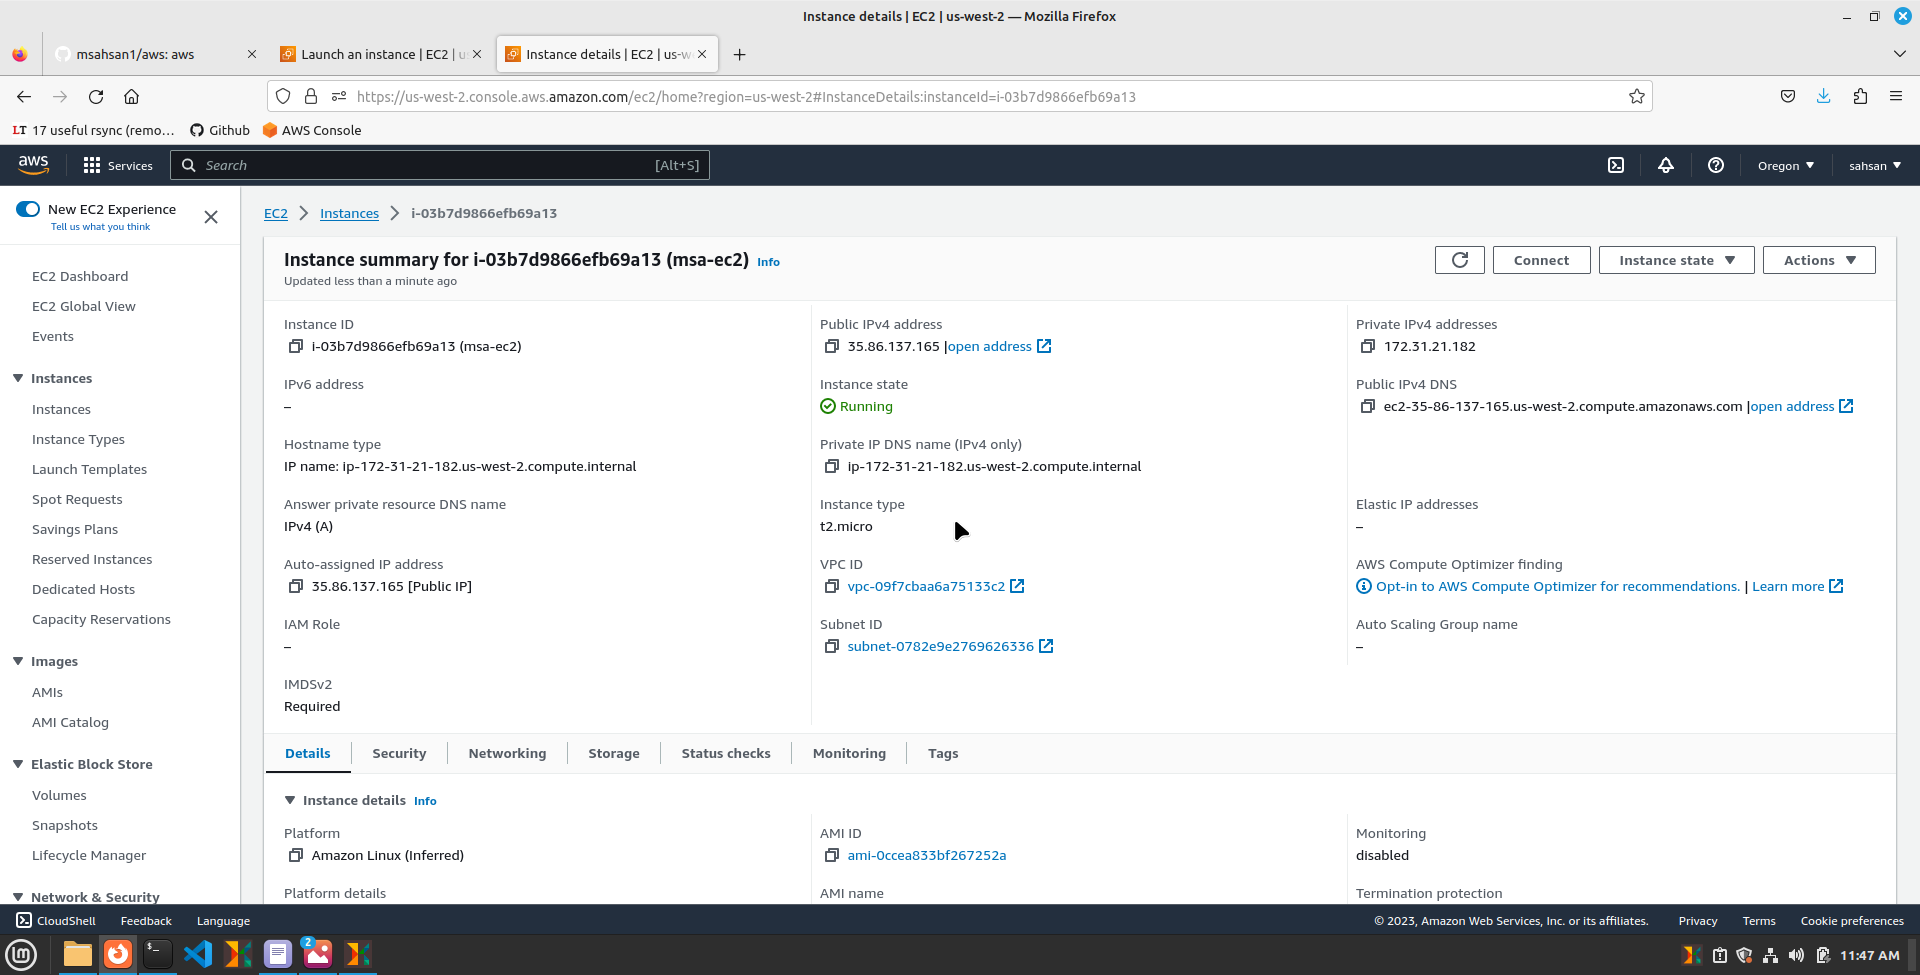 Instance details | EC2 | us-west-2 — Mozilla Firefox
msahsan1/aws: aws
Launch an instance | EC2 | u
Instance details | EC2 | us-w
https://us-west-2.console.aws.amazon.com/ec2/home?region=us-west-2#InstanceDetails:instanceId=i-03b7d9866efb69a13
LT 17 useful rsync (remo… Github AWS Console
aws Services Search [Alt+S] Oregon sahsan
New EC2 Experience
Tell us what you think
EC2 Dashboard
EC2 Global View
Events
Instances
Instances
Instance Types
Launch Templates
Spot Requests
Savings Plans
Reserved Instances
Dedicated Hosts
Capacity Reservations
Images
AMIs
AMI Catalog
Elastic Block Store
Volumes
Snapshots
Lifecycle Manager
Network & Security
EC2 Instances i-03b7d9866efb69a13
Instance summary for i-03b7d9866efb69a13 (msa-ec2) Info
Updated less than a minute ago
Connect Instance state Actions
Instance ID
i-03b7d9866efb69a13 (msa-ec2)
Public IPv4 address
35.86.137.165 |open address
Private IPv4 addresses
172.31.21.182
IPv6 address
–
Instance state
Running
Public IPv4 DNS
ec2-35-86-137-165.us-west-2.compute.amazonaws.com |open address
Hostname type
IP name: ip-172-31-21-182.us-west-2.compute.internal
Private IP DNS name (IPv4 only)
ip-172-31-21-182.us-west-2.compute.internal
Answer private resource DNS name
IPv4 (A)
Instance type
t2.micro
Elastic IP addresses
–
Auto-assigned IP address
35.86.137.165 [Public IP]
VPC ID
vpc-09f7cbaa6a75133c2
AWS Compute Optimizer finding
Opt-in to AWS Compute Optimizer for recommendations. | Learn more
IAM Role
–
Subnet ID
subnet-0782e9e2769626336
Auto Scaling Group name
–
IMDSv2
Required
Details Security Networking Storage Status checks Monitoring Tags
Instance details Info
Platform
Amazon Linux (Inferred)
AMI ID
ami-0ccea833bf267252a
Monitoring
disabled
Platform details
AMI name
Termination protection
CloudShell Feedback Language
© 2023, Amazon Web Services, Inc. or its affiliates. Privacy Terms Cookie preferences
2
11:47 AM